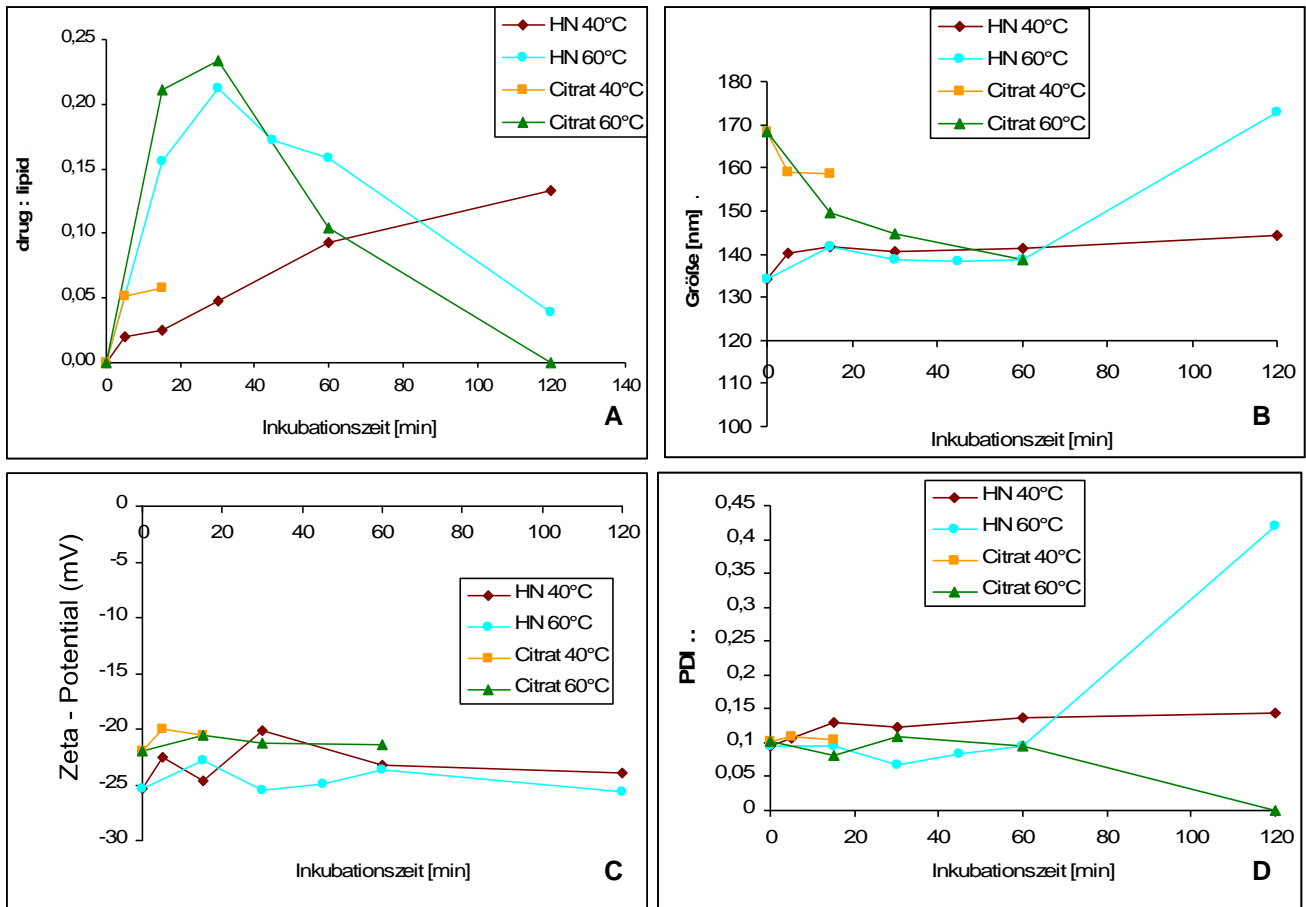 HN 40°C
HN 60°C
Citrat 40°C
Citrat 60°C
drug : lipid
0,25
0,20
0,15
0,10
0,05
0,00
0 20 40 60 80 100 120 140
Inkubationszeit [min]
A
HN 40°C
HN 60°C
Citrat 40°C
Citrat 60°C
Größe [nm] .
180
170
160
150
140
130
120
110
100
0 20 40 60 80 100 120
Inkubationszeit [min]
B
Zeta - Potential (mV)
0
-5
-10
-15
-20
-25
-30
0 20 40 60 80 100 120
HN 40°C
HN 60°C
Citrat 40°C
Citrat 60°C
Inkubationszeit [min]
C
HN 40°C
HN 60°C
Citrat 40°C
Citrat 60°C
PDI ..
0,45
0,4
0,35
0,3
0,25
0,2
0,15
0,1
0,05
0
0 20 40 60 80 100 120
Inkubationszeit [min]
D